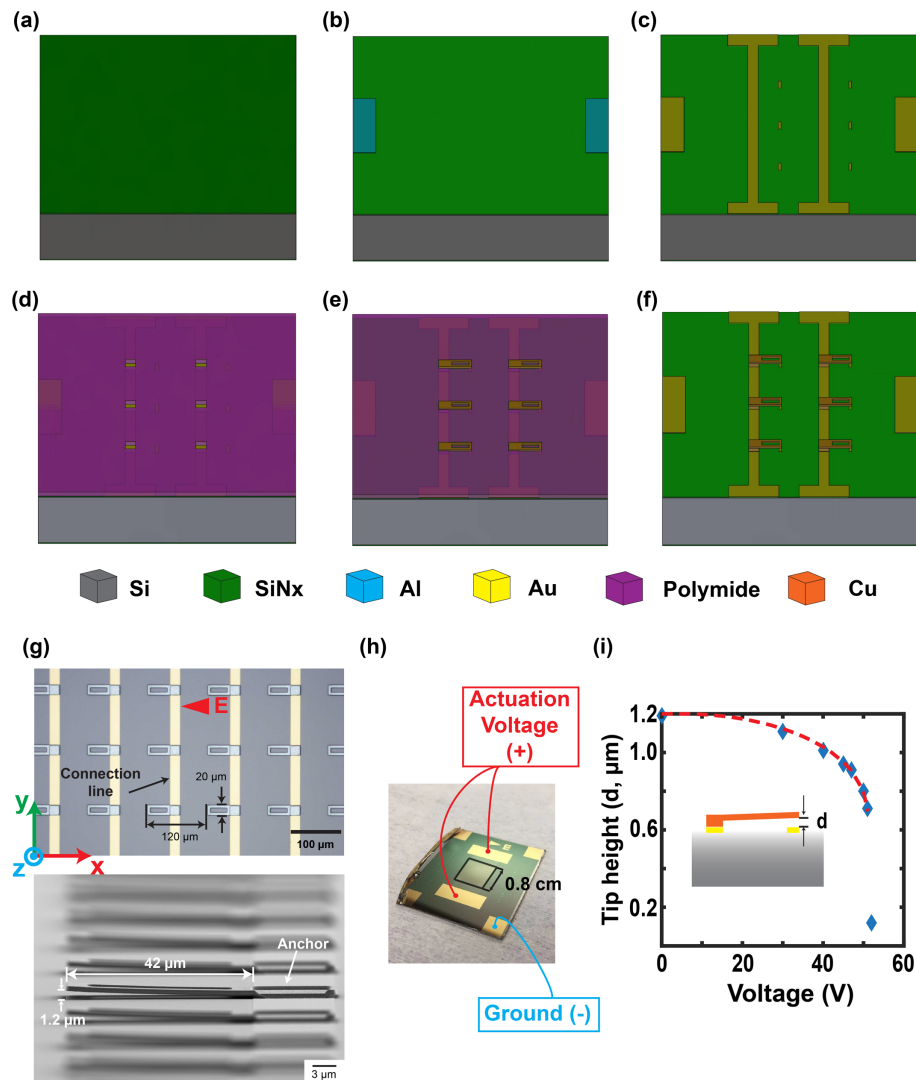 (a)
(b)
(c)
(d)
(e)
(f)
Si
SiNx
Al
Au
Polymide
Cu
(g)
E
Connection
line
20 µm
120 µm
100 µm
y
z
x
Anchor
42 µm
1.2 µm
3 µm
(h)
Actuation
Voltage
(+)
E
0.8 cm
Ground (-)
(i)
Tip height (d, µm)
1.2
1.0
0.6
0.2
d
0
20
40
60
Voltage (V)